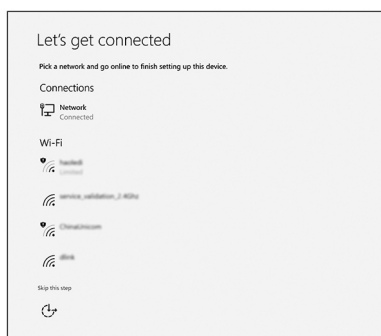 Let's get connected
Pick a network and go online to finish setting up this device.
Connections
Network
Connected
Wi-Fi
Limited
service_validation_2.4Ghz
ChinaUnicom
dlink
Skip this step